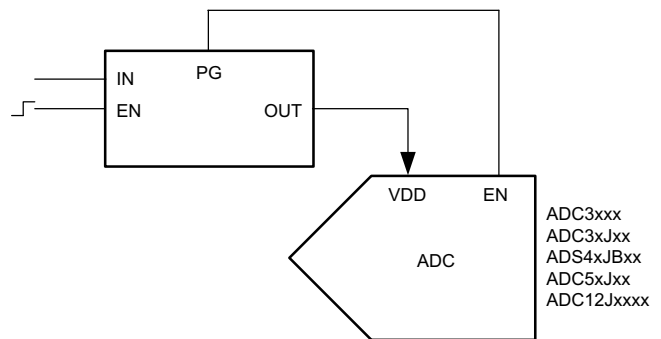 PG
IN
EN
OUT
VDD
EN
ADC
ADC3xxx
ADC3xJxx
ADS4xJBxx
ADC5xJxx
ADC12Jxxxx